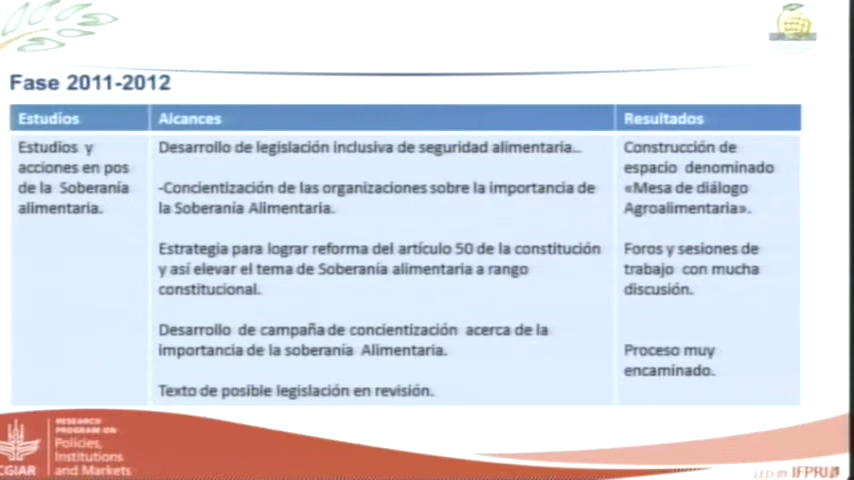 Fase 2011-2012
Estudios
Alcances
Resultados
Estudios y
acciones en pos
de la Soberanía
alimentaria.
Desarrollo de legislación inclusiva de seguridad alimentaria..
-Concientización de las organizaciones sobre la importancia de
la Soberanía Alimentaria.
Estrategia para lograr reforma del artículo 50 de la constitución
y así elevar el tema de Soberanía alimentaria a rango
constitucional.
Desarrollo de campaña de concientización acerca de la
importancia de la soberanía Alimentaria.
Texto de posible legislación en revisión.
Construcción de
espacio denominado
«Mesa de diálogo
Agroalimentaria».
Foros y sesiones de
trabajo con mucha
discusión.
Proceso muy
encaminado.
CGIAR
RESEARCH
PROGRAM ON
Policies,
Institutions
and Markets
LED BY IFPRI